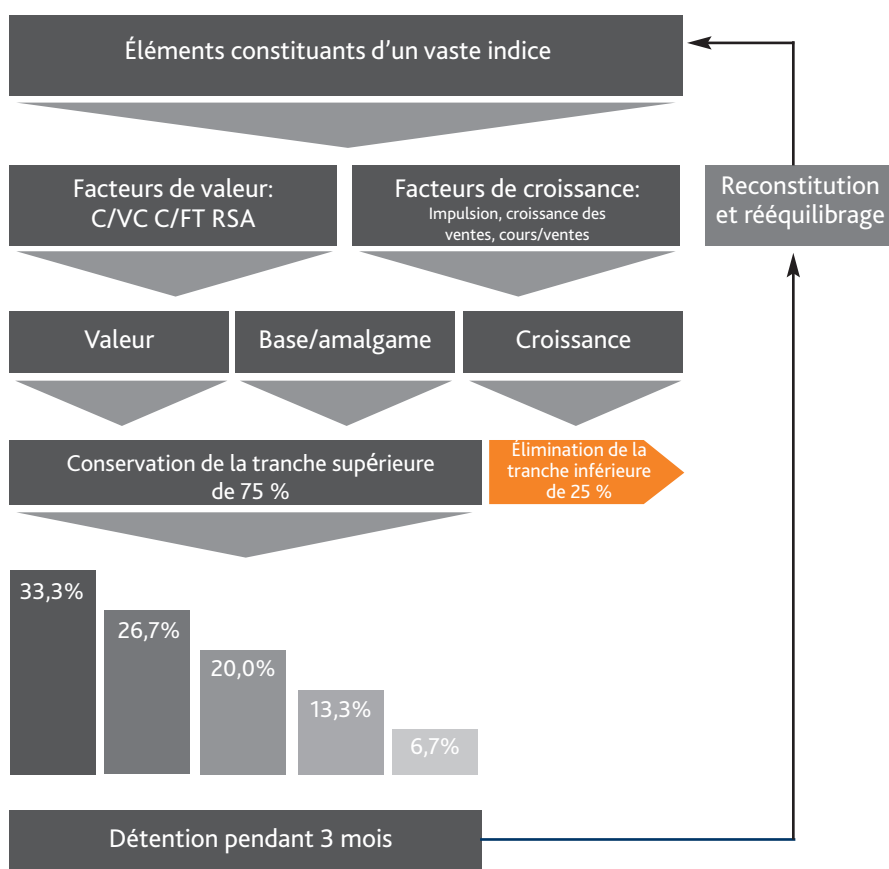 Éléments constituants d'un vaste indice
Facteurs de valeur:
C/VC C/FT RSA
Facteurs de croissance:
Impulsion, croissance des
ventes, cours/ventes
Reconstitution
et rééquilibrage
Valeur
Base/amalgame
Croissance
Conservation de la tranche supérieure
de 75 %
Élimination de la
tranche inférieure
de 25 %
33,3%
26,7%
20,0%
13,3%
6,7%
Détention pendant 3 mois